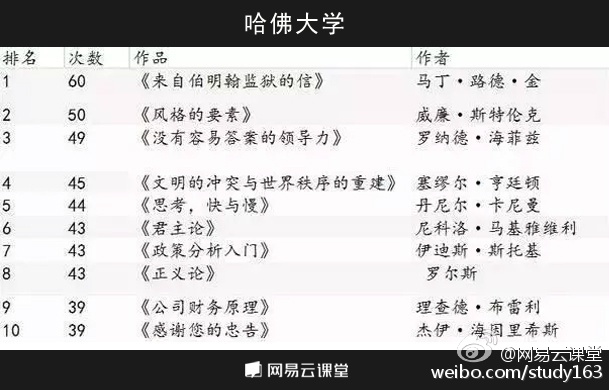 哈佛大学
排名 次数 作品 作者
1 60 《来自伯明翰监狱的信》 马丁·路德·金
2 50 《风格的要素》 威廉·斯特伦克
3 49 《没有容易答案的领导力》 罗纳德·海菲兹
4 45 《文明的冲突与世界秩序的重建》 塞缪尔·亨廷顿
5 44 《思考，快与慢》 丹尼尔·卡尼曼
6 43 《君主论》 尼科洛·马基雅维利
7 43 《政策分析入门》 伊迪斯·斯托基
8 43 《正义论》 罗尔斯
9 39 《公司财务原理》 理查德·布雷利
10 39 《感谢您的忠告》 杰伊·海因里希斯
网易云课堂
@网易云课堂
weibo.com/study163